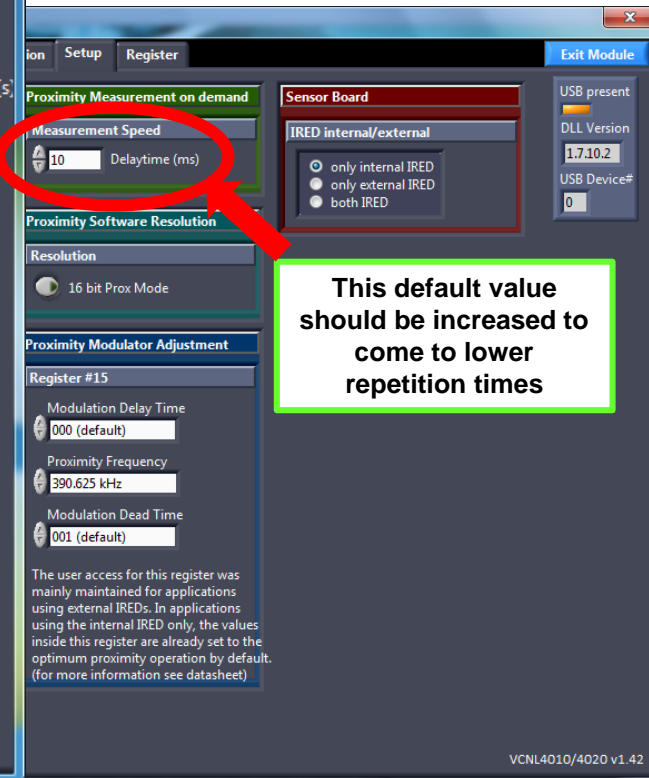 [s]
ion
Setup
Register
Exit Module
Proximity Measurement on demand
Measurement Speed
10 Delaytime (ms)
Sensor Board
IRED internal/external
only internal IRED
only external IRED
both IRED
USB present
DLL Version
1.7.10.2
USB Device#
0
Proximity Software Resolution
Resolution
16 bit Prox Mode
This default value
should be increased to
come to lower
repetition times
Proximity Modulator Adjustment
Register #15
Modulation Delay Time
000 (default)
Proximity Frequency
390.625 kHz
Modulation Dead Time
001 (default)
The user access for this register was
mainly maintained for applications
using external IREDs. In applications
using the internal IRED only, the values
inside this register are already set to the
optimum proximity operation by default.
(for more information see datasheet)
VCNL4010/4020 v1.42